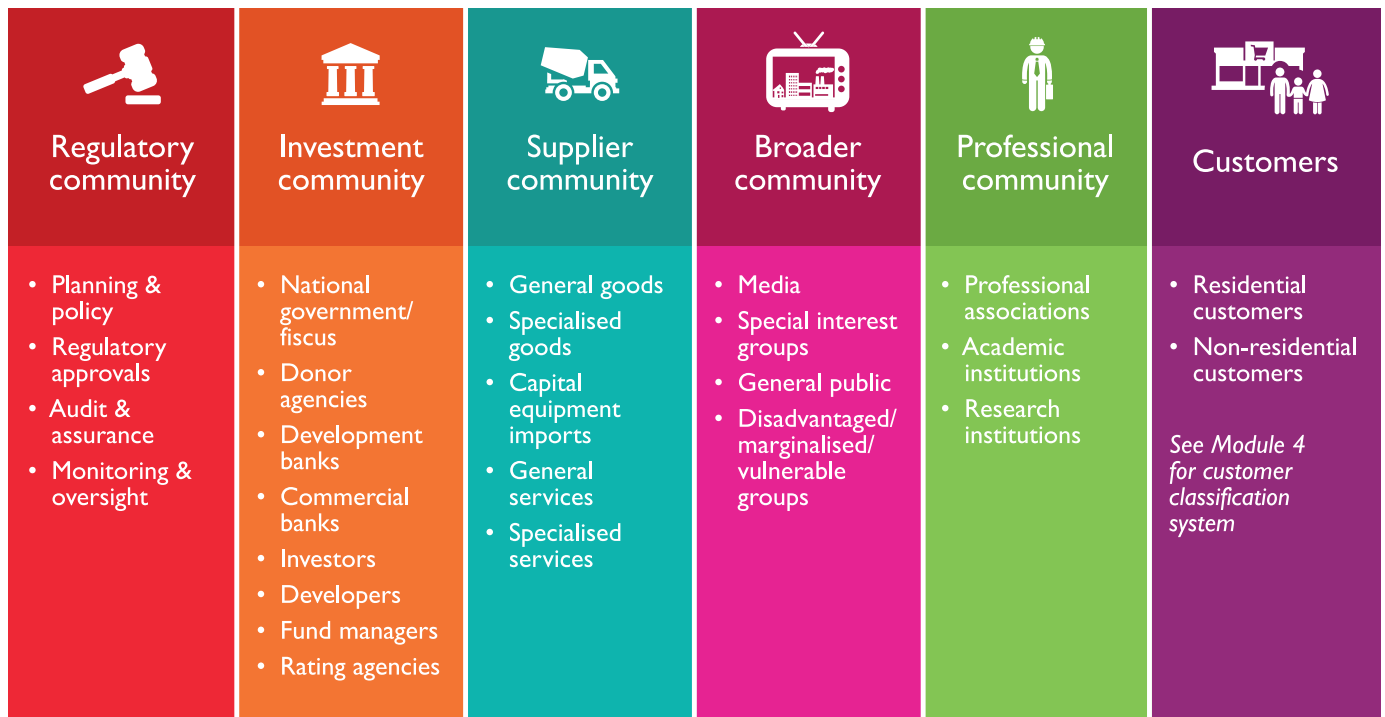 Regulatory
community
• Planning &
policy
• Regulatory
approvals
• Audit &
assurance
• Monitoring &
oversight
Investment
community
• National
government/
fiscus
• Donor
agencies
• Development
banks
• Commercial
banks
• Investors
• Developers
• Fund managers
• Rating agencies
Supplier
community
• General goods
• Specialised
goods
• Capital
equipment
imports
• General
services
• Specialised
services
Broader
community
• Media
• Special interest
groups
• General public
• Disadvantaged/
marginalised/
vulnerable
groups
Professional
community
• Professional
associations
• Academic
institutions
• Research
institutions
Customers
• Residential
customers
• Non-residential
customers
See Module 4
for customer
classification
system